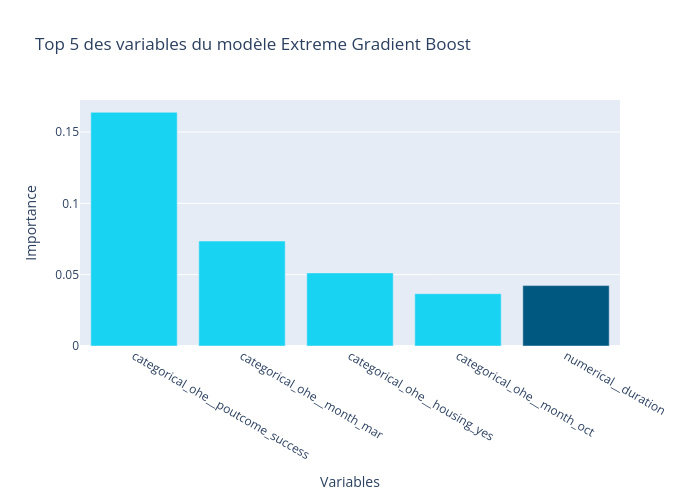 Top 5 des variables du modèle Extreme Gradient Boost
Importance
0.15
0.1
0.05
0
categorical_ohe__poutcome_success
categorical_ohe__month_mar
categorical_ohe__housing_yes
categorical_ohe__month_oct
numerical__duration
Variables